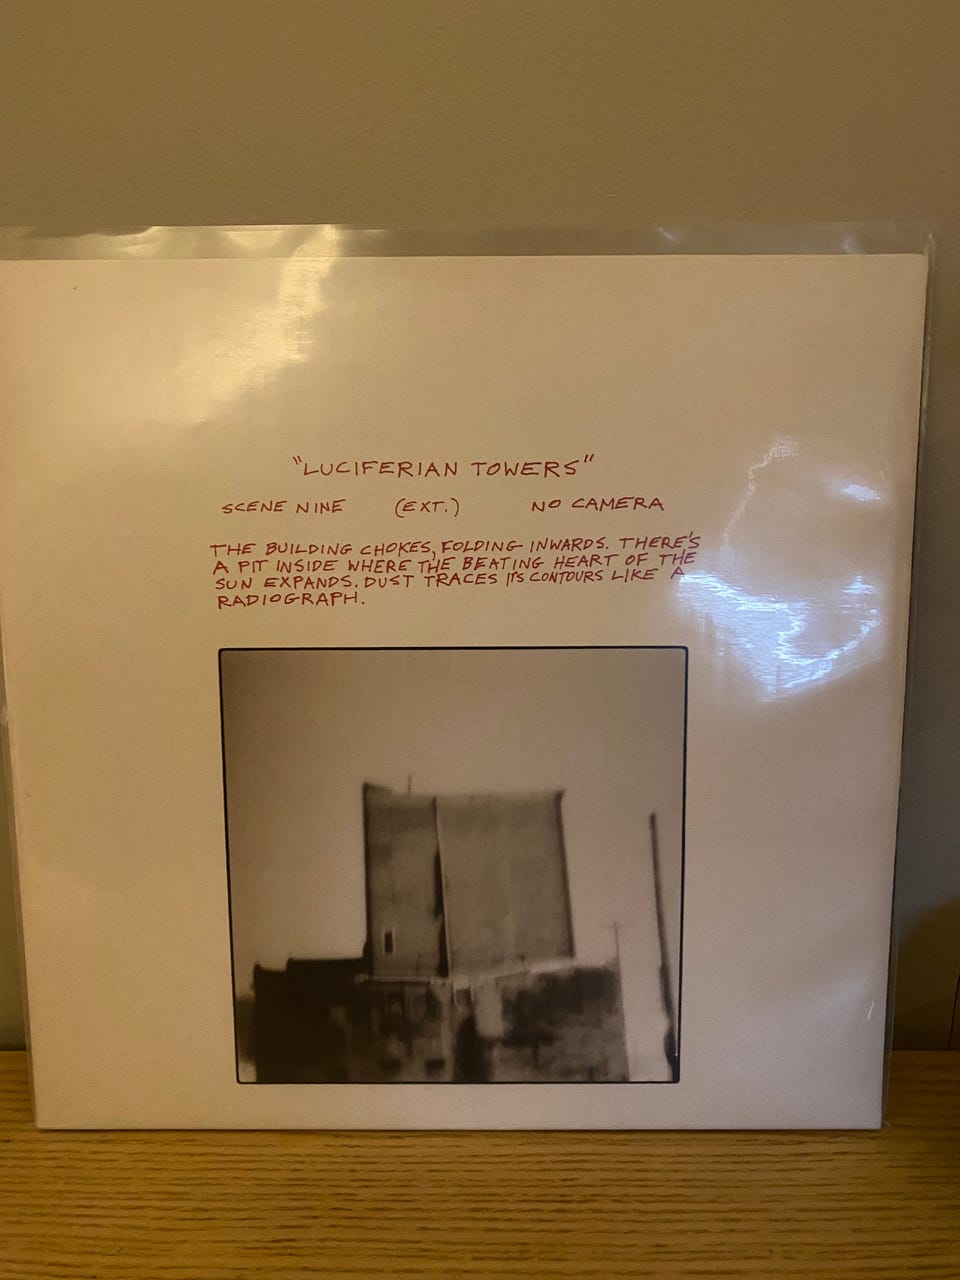 "LUCIFERIAN TOWERS"
SCENE NINE (EXT.) NO CAMERA
THE BUILDING CHOKES, FOLDING INWARDS. THERE'S
A PIT INSIDE WHERE THE BEATING HEART OF THE
SUN EXPANDS. DUST TRACES ITS CONTOURS LIKE A
RADIOGRAPH.